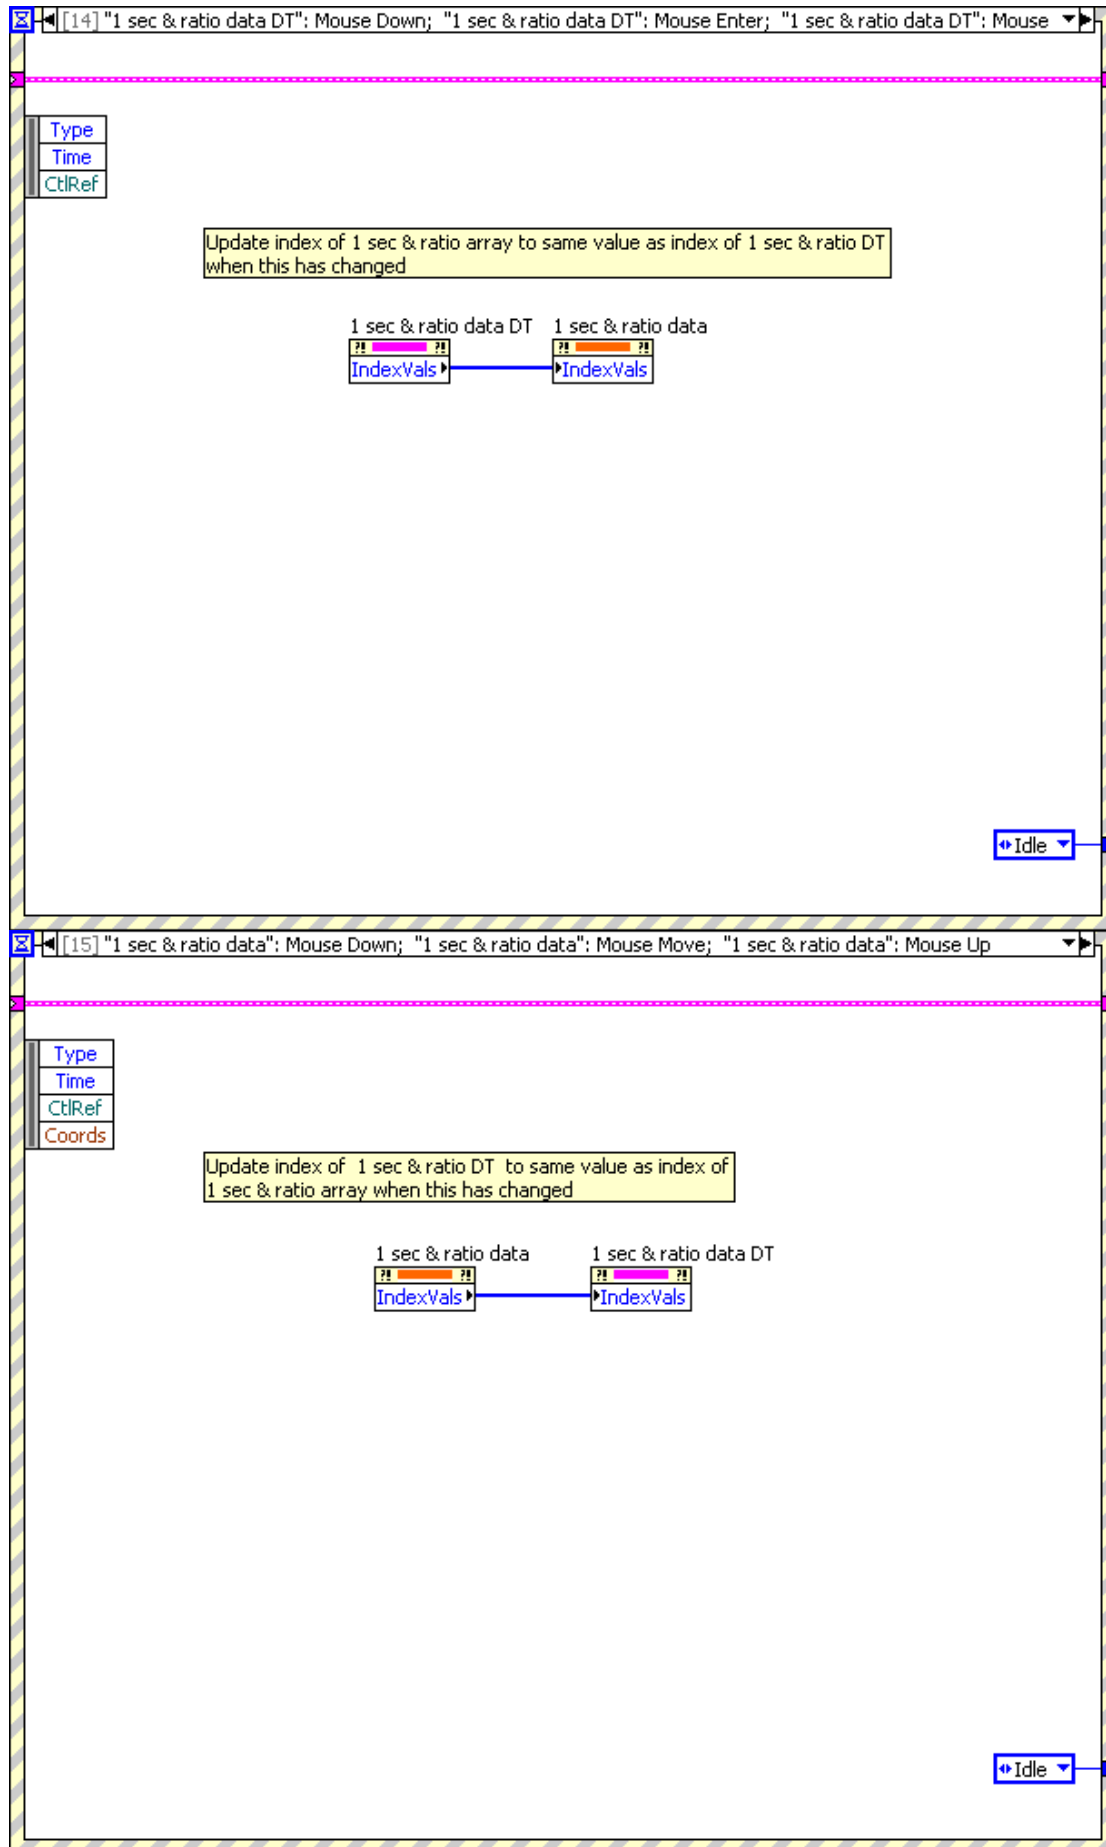 [14] "1 sec & ratio data DT": Mouse Down; "1 sec & ratio data DT": Mouse Enter; "1 sec & ratio data DT": Mouse
Type
Time
CtlRef
Update index of 1 sec & ratio array to same value as index of 1 sec & ratio DT
when this has changed
1 sec & ratio data DT 1 sec & ratio data
?! ?! ?! ?!
IndexVals IndexVals
Idle
[15] "1 sec & ratio data": Mouse Down; "1 sec & ratio data": Mouse Move; "1 sec & ratio data": Mouse Up
Type
Time
CtlRef
Coords
Update index of 1 sec & ratio DT to same value as index of
1 sec & ratio array when this has changed
1 sec & ratio data 1 sec & ratio data DT
?! ?! ?! ?!
IndexVals IndexVals
Idle